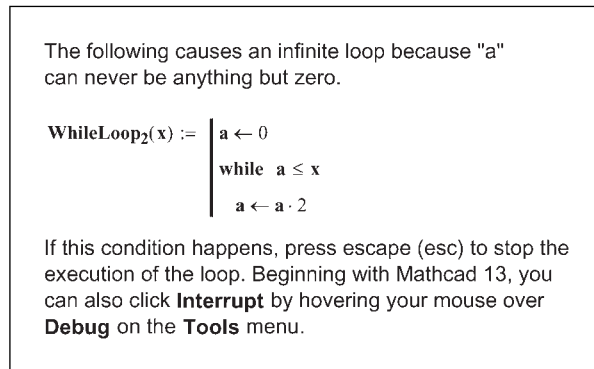 The following causes an infinite loop because "a"
can never be anything but zero.
WhileLoop₂(x) := a ← 0
while a ≤ x
a ← a · 2
If this condition happens, press escape (esc) to stop the
execution of the loop. Beginning with Mathcad 13, you
can also click Interrupt by hovering your mouse over
Debug on the Tools menu.